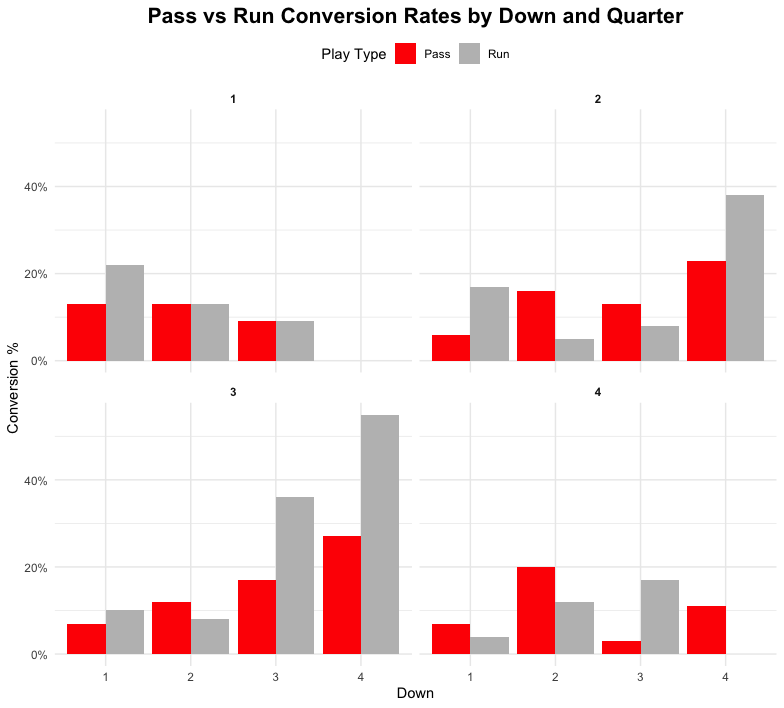 Pass vs Run Conversion Rates by Down and Quarter
Play Type Pass Run
1 2
40%
20%
0%
Conversion %
3 4
40%
20%
0%
1 2 3 4 1 2 3 4
Down